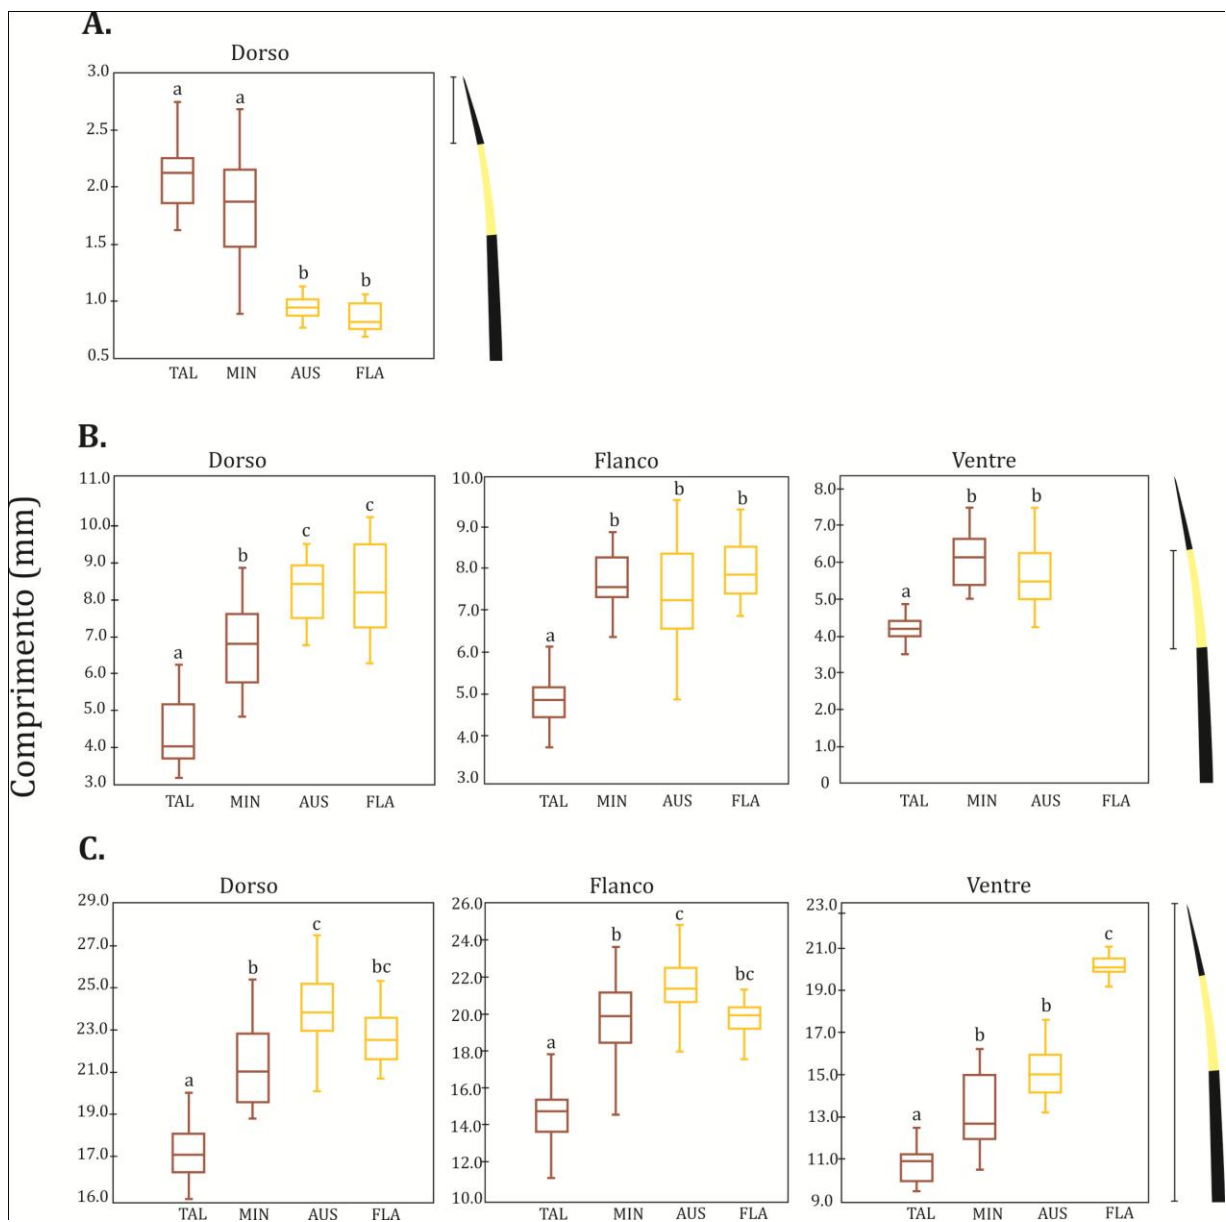 A.
Dorso
3.0
a
a
2.5
2.0
1.5
b
b
1.0
0.5
TAL MIN AUS FLA
Comprimento (mm)
B.
Dorso
11.0
10.0
9.0
8.0
7.0
6.0
5.0
4.0
3.0
a
b
c
c
TAL MIN AUS FLA
Flanco
10.0
9.0
8.0
7.0
6.0
5.0
4.0
3.0
a
b
b
b
TAL MIN AUS FLA
Ventre
8.0
7.0
6.0
5.0
4.0
3.0
2.0
1.0
0
a
b
b
TAL MIN AUS FLA
C.
Dorso
29.0
27.0
25.0
23.0
21.0
19.0
17.0
16.0
a
b
c
bc
TAL MIN AUS FLA
Flanco
26.0
24.0
22.0
20.0
18.0
16.0
14.0
12.0
10.0
a
b
c
bc
TAL MIN AUS FLA
Ventre
23.0
21.0
19.0
17.0
15.0
13.0
11.0
9.0
a
b
b
c
TAL MIN AUS FLA